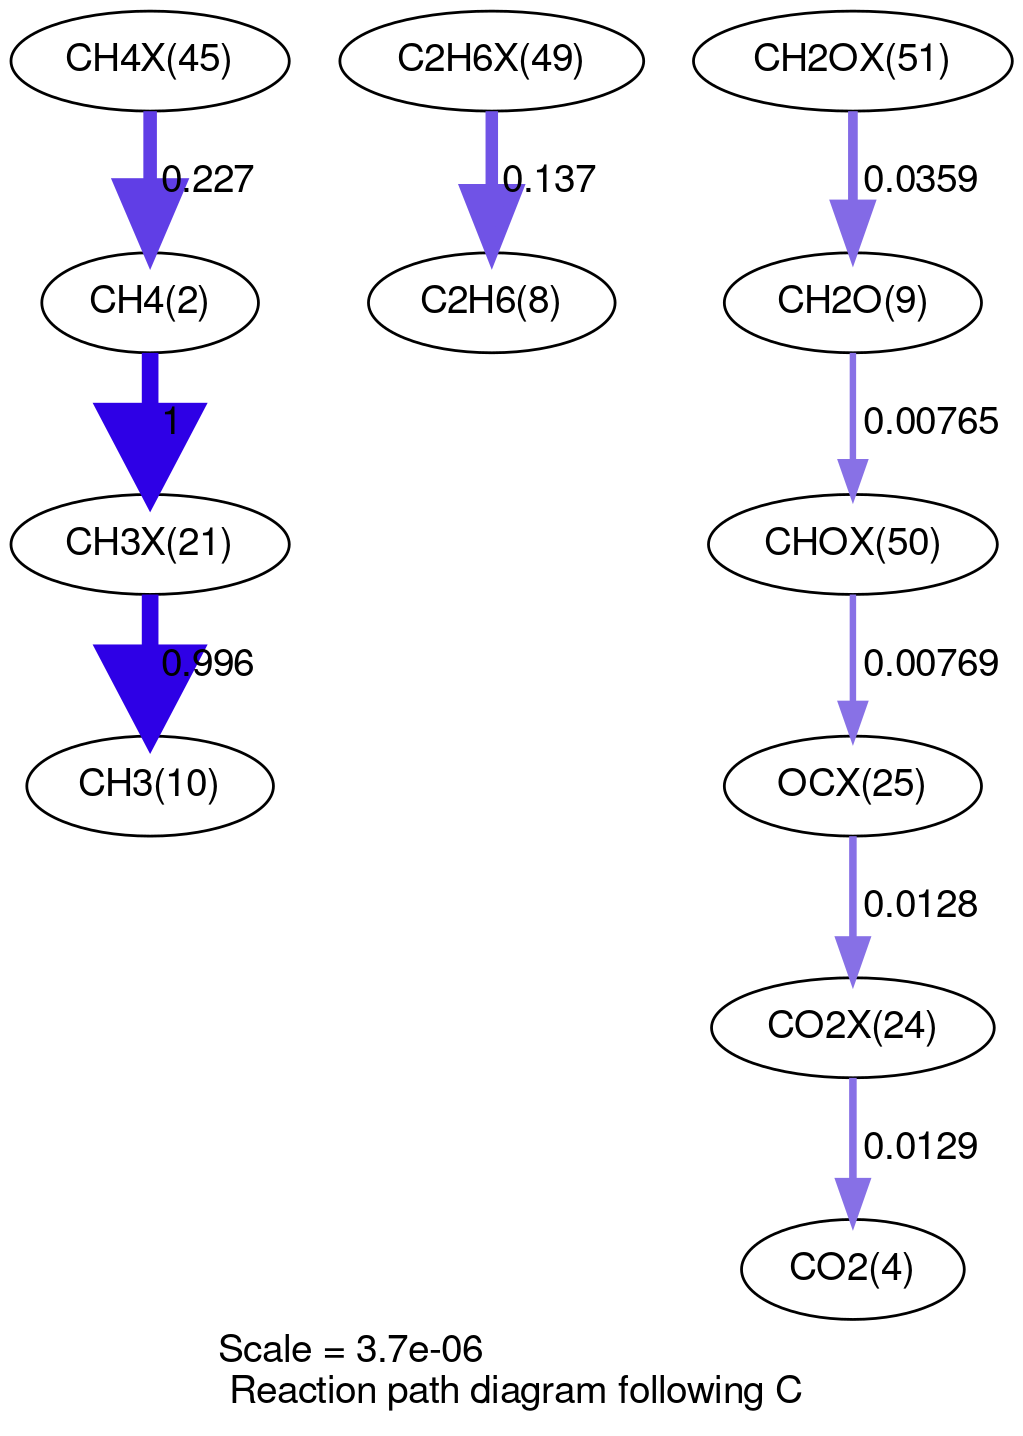 CH4X(45)
C2H6X(49)
CH2OX(51)
0.227
0.137
0.0359
CH4(2)
C2H6(8)
CH2O(9)
1
0.00765
CH3X(21)
CHOX(50)
0.996
0.00769
CH3(10)
OCX(25)
0.0128
CO2X(24)
0.0129
CO2(4)
Scale = 3.7e-06
Reaction path diagram following C